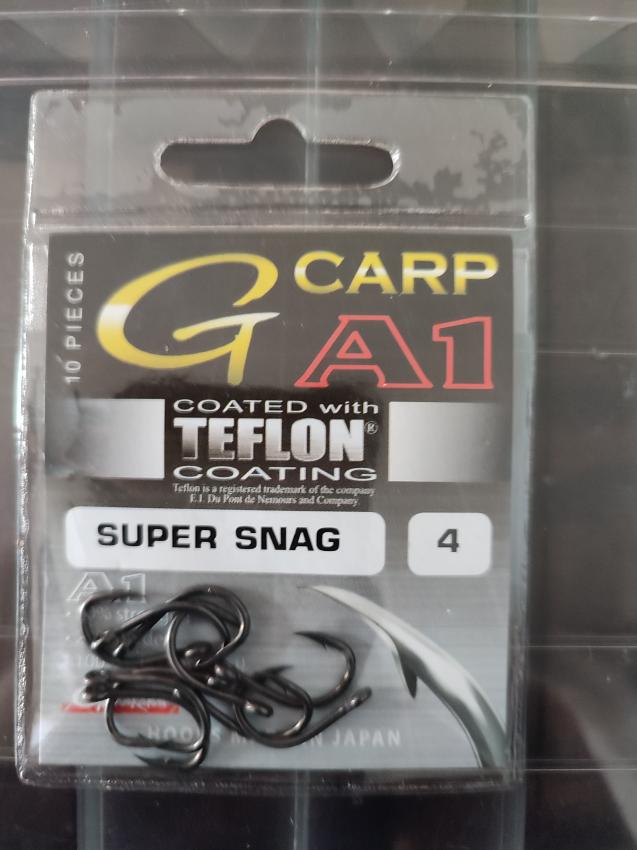 10 PIECES
G CARP
A1
COATED with
TEFLON®
COATING
Teflon is a registered trademark of the company
E.I. Du Pont de Nemours and Company
SUPER SNAG
4
A1
HOOKS IN JAPAN